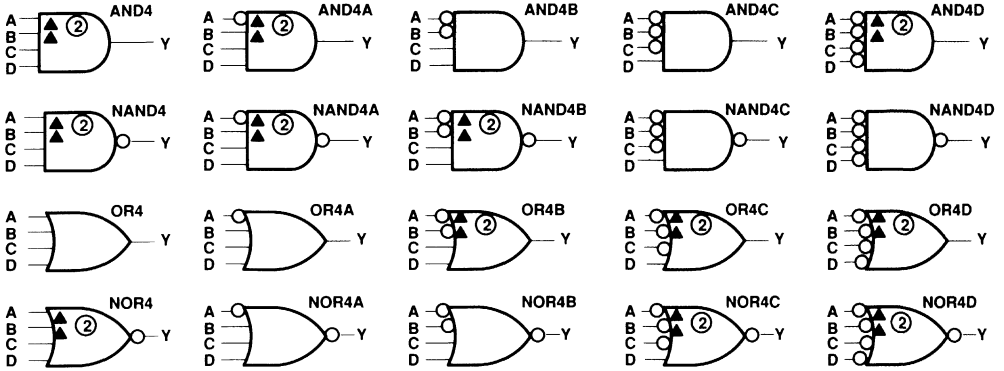 AND4 AND4A AND4B AND4C AND4D
A A A A A
B ② B ② B B B ②
C Y C Y C Y C Y C Y
D D D D D
NAND4 NAND4A NAND4B NAND4C NAND4D
A A A A A
B ② B ② B ② B B
C Y C Y C Y C Y C Y
D D D D D
OR4 OR4A OR4B OR4C OR4D
A A A A A
B B B ② B ② B ②
C Y C Y C Y C Y C Y
D D D D D
NOR4 NOR4A NOR4B NOR4C NOR4D
A A A A A
B ② B B B ② B ②
C Y C Y C Y C Y C Y
D D D D D